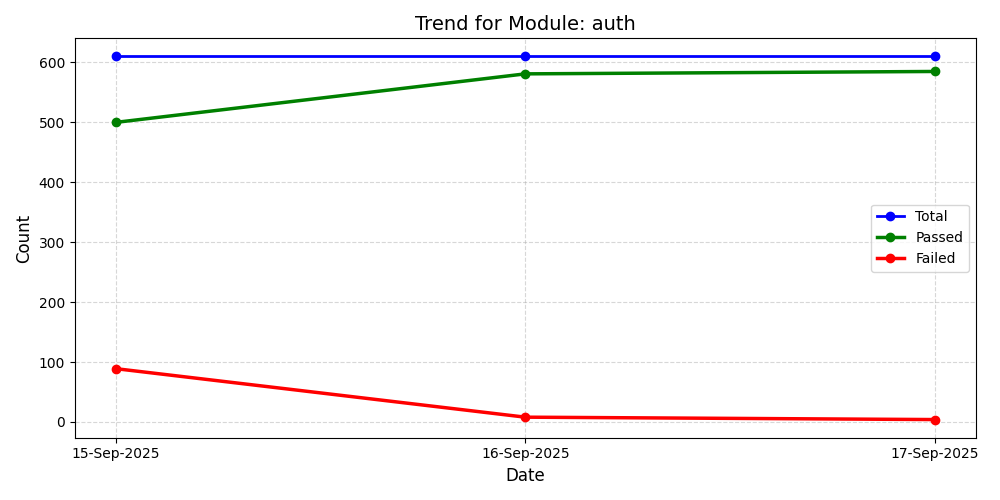 Trend for Module: auth
600
500
400
300
200
100
0
Count
Total
Passed
Failed
15-Sep-2025
16-Sep-2025
17-Sep-2025
Date